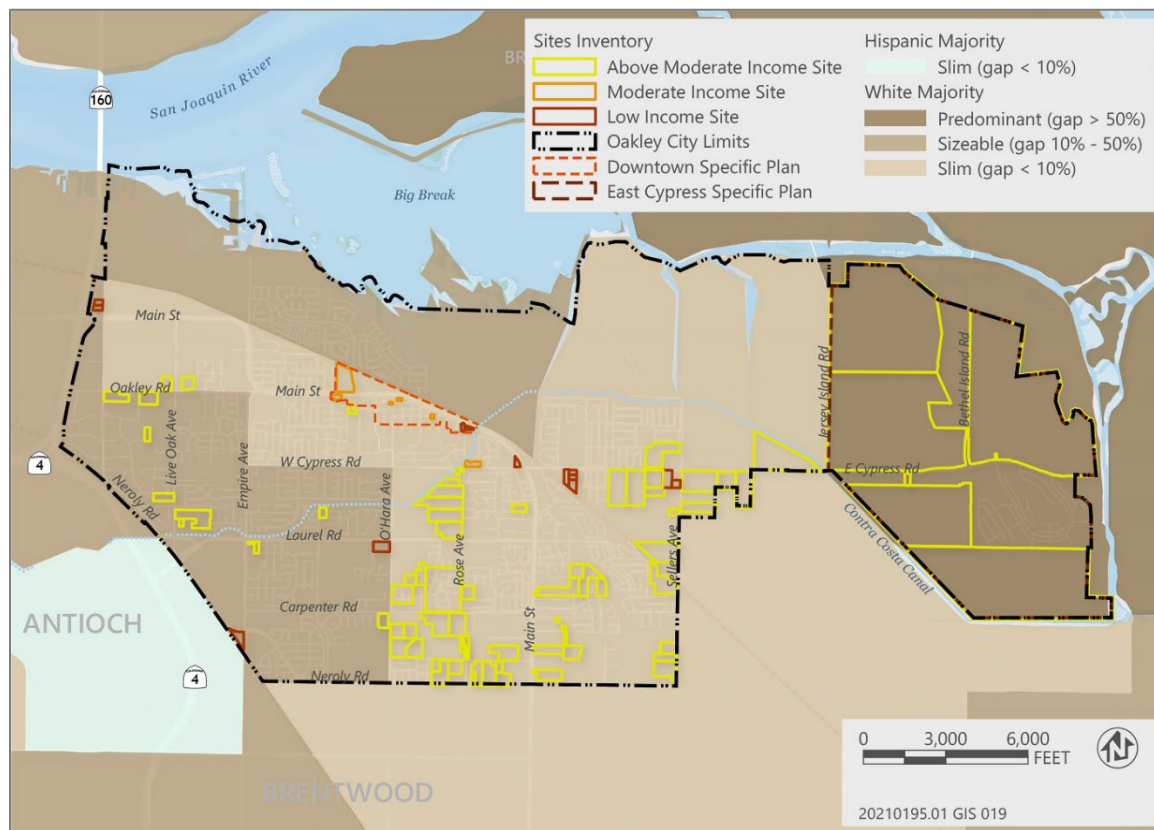 Sites Inventory
Above Moderate Income Site
Moderate Income Site
Low Income Site
Oakley City Limits
Downtown Specific Plan
East Cypress Specific Plan
Hispanic Majority
Slim (gap < 10%)
White Majority
Predominant (gap > 50%)
Sizeable (gap 10% - 50%)
Slim (gap < 10%)
BR
160
San Joaquin River
Big Break
Main St
Oakley Rd
Main St
Live Oak Ave
Empire Ave
W Cypress Rd
O'Hara Ave
4
Neroly Rd
Laurel Rd
Rose Ave
Sellers Ave
Jersey Island Rd
Bethel Island Rd
E Cypress Rd
Contra Costa Canal
Carpenter Rd
Main St
ANTIOCH
4
Neroly Rd
BRENTWOOD
0 3,000 6,000
FEET
20210195.01 GIS 019